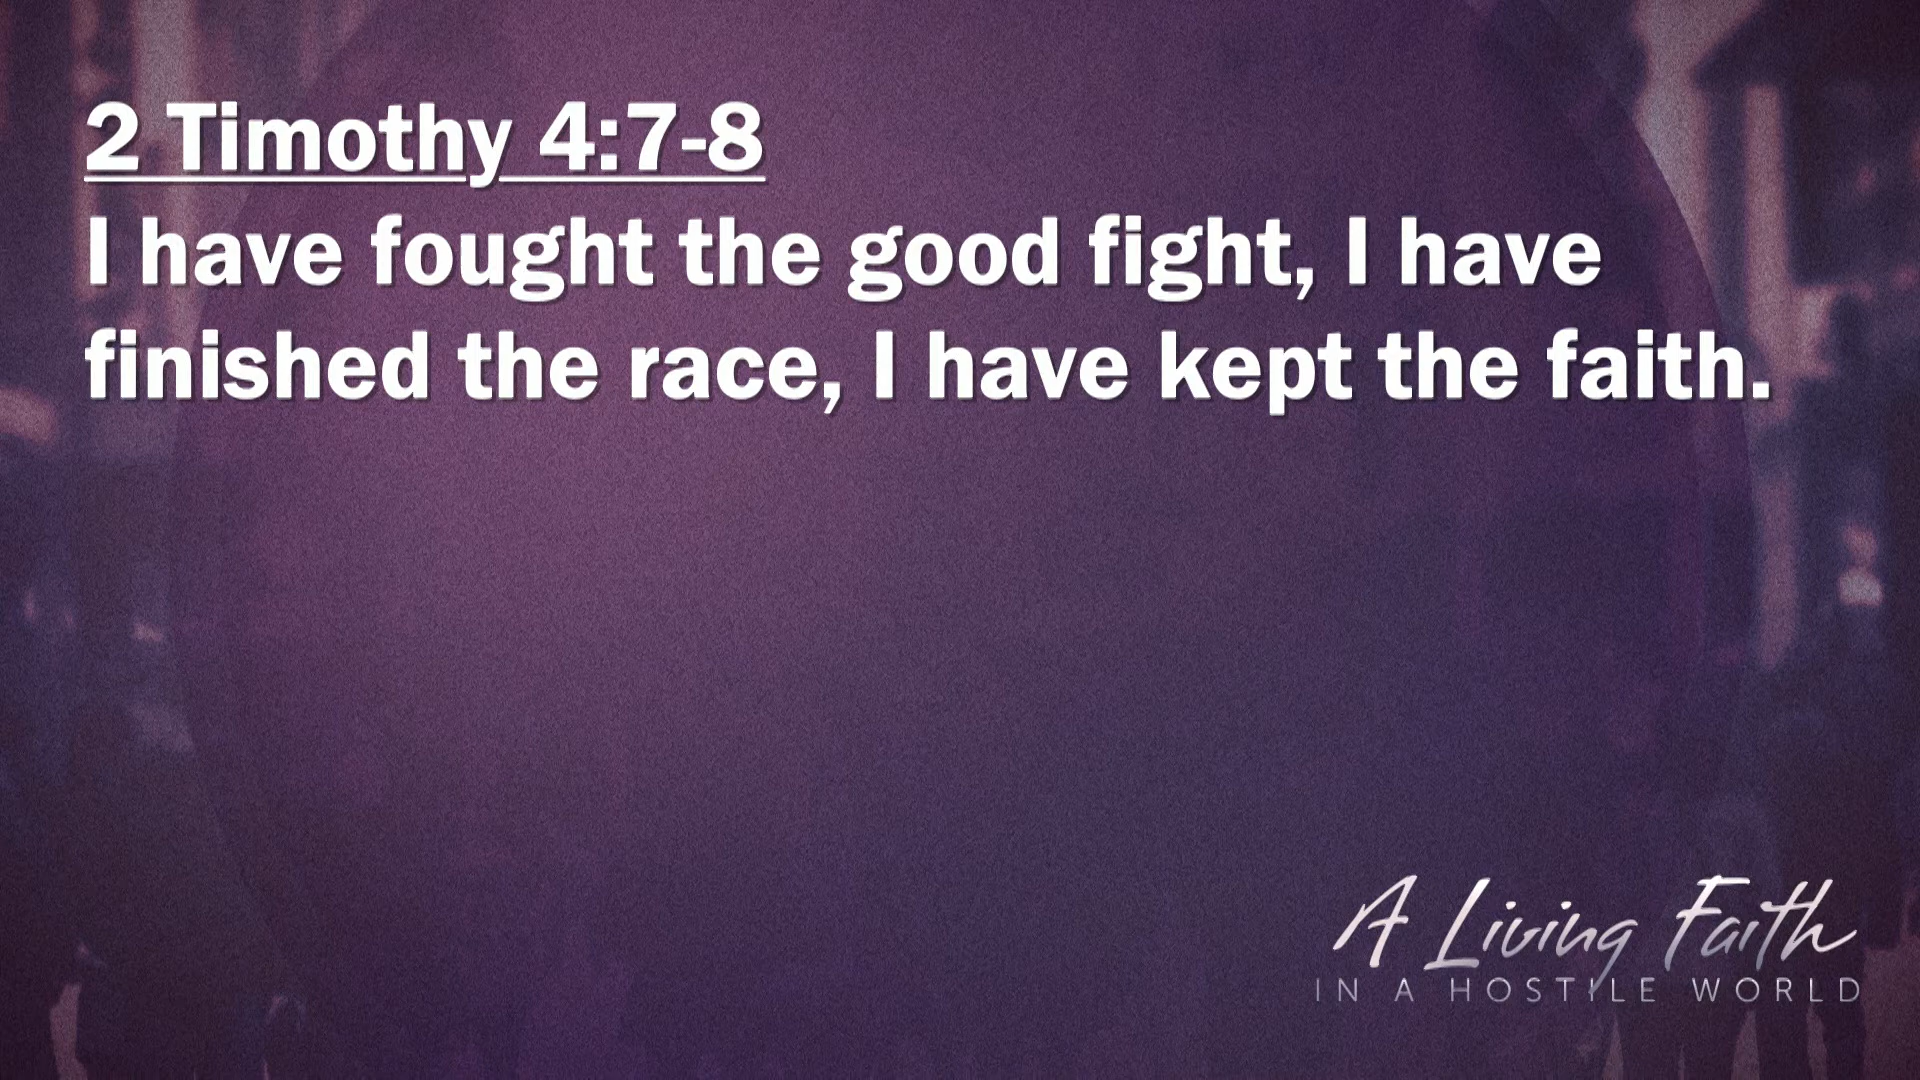 2 Timothy 4:7-8
I have fought the good fight, I have
finished the race, I have kept the faith.
A Living Faith
IN A HOSTILE WORLD